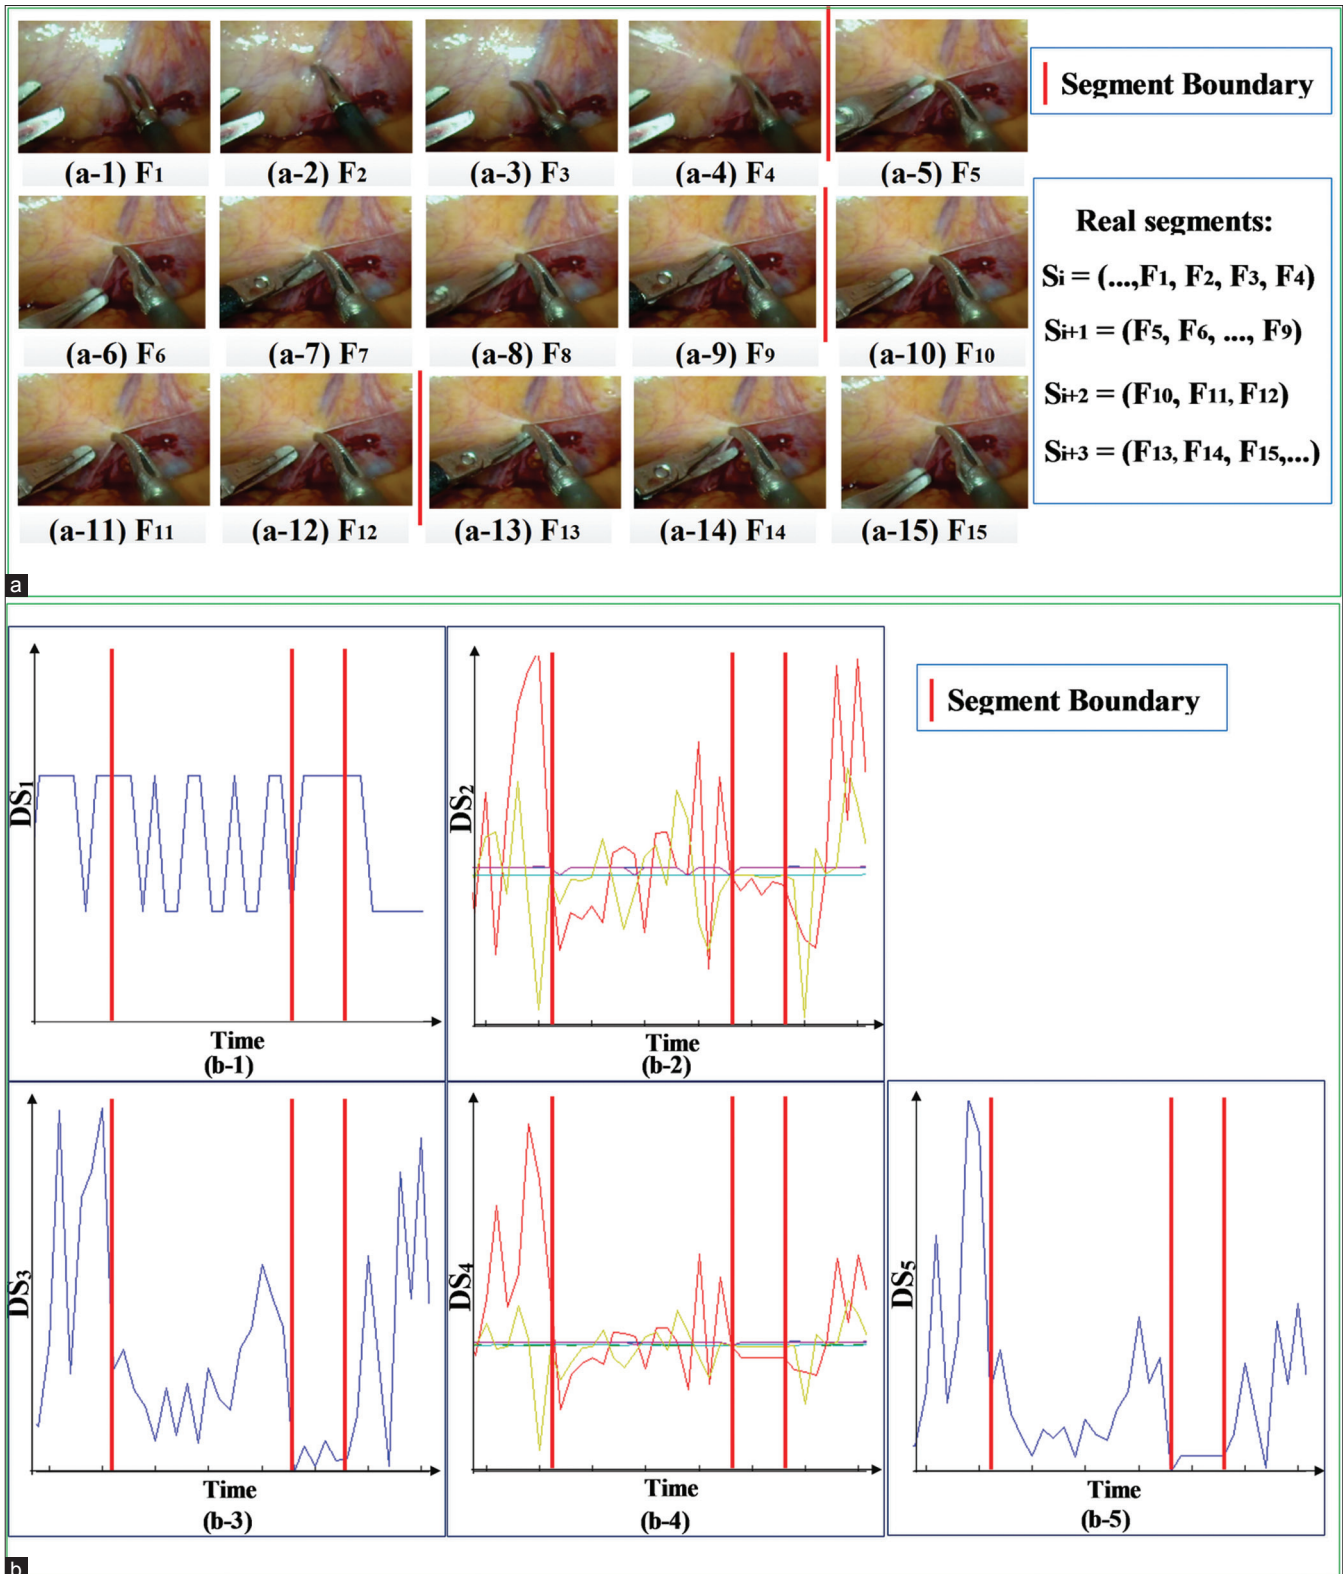 Segment Boundary
(a-1) F1
(a-2) F2
(a-3) F3
(a-4) F4
(a-5) F5
Real segments:
Si = (...,F1, F2, F3, F4)
Si+1 = (F5, F6, ..., F9)
Si+2 = (F10, F11, F12)
Si+3 = (F13, F14, F15,...)
(a-6) F6
(a-7) F7
(a-8) F8
(a-9) F9
(a-10) F10
(a-11) F11
(a-12) F12
(a-13) F13
(a-14) F14
(a-15) F15
a
DS1
Time
(b-1)
DS2
Time
(b-2)
Segment Boundary
DS3
Time
(b-3)
DS4
Time
(b-4)
DS5
Time
(b-5)
b